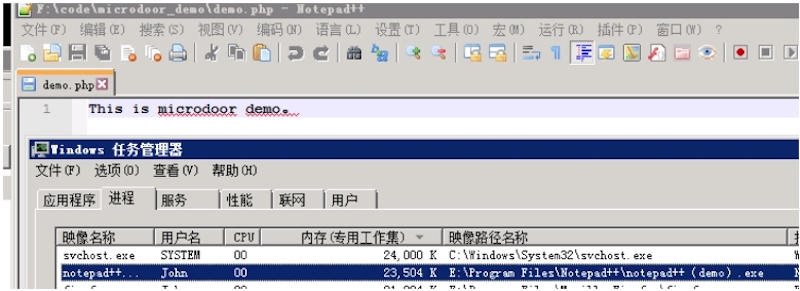 F:\code\microdoor_demo\demo.php - Notepad++
文件(F) 编辑(E) 搜索(S) 视图(V) 编码(N) 语言(L) 设置(T) 工具(O) 宏(M) 运行(R) 插件(P) 窗口(W) ?
demo.php
1 This is microdoor demo。
Windows 任务管理器
文件(F) 选项(O) 查看(V) 帮助(H)
应用程序 进程 服务 性能 联网 用户
映像名称 用户名 CPU 内存(专用工作集) 映像路径名称
svchost.exe SYSTEM 00 24,000 K C:\Windows\System32\svchost.exe
notepad++... John 00 23,504 K E:\Program Files\Notepad++\notepad++（demo）.exe